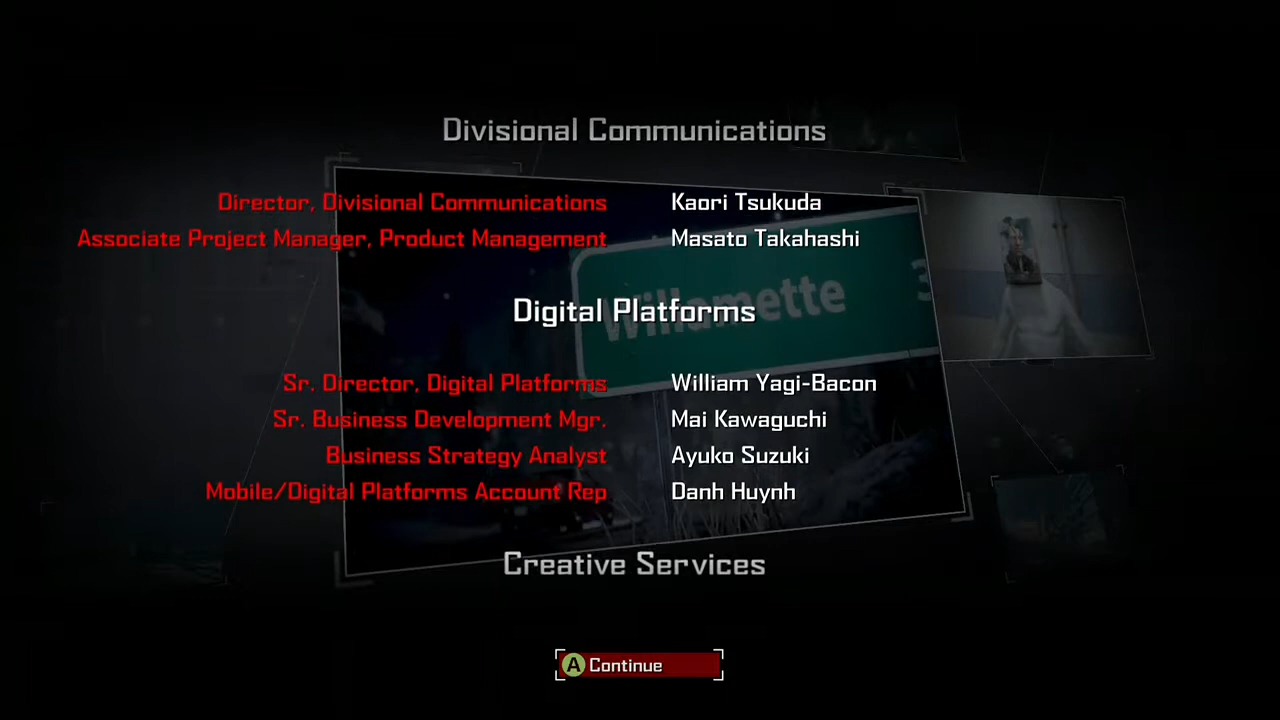 Divisional Communications
Director, Divisional Communications Kaori Tsukuda
Associate Project Manager, Product Management Masato Takahashi
Willamette 3
Digital Platforms
Sr. Director, Digital Platforms William Yagi-Bacon
Sr. Business Development Mgr. Mai Kawaguchi
Business Strategy Analyst Ayuko Suzuki
Mobile/Digital Platforms Account Rep Danh Huynh
Creative Services
A Continue